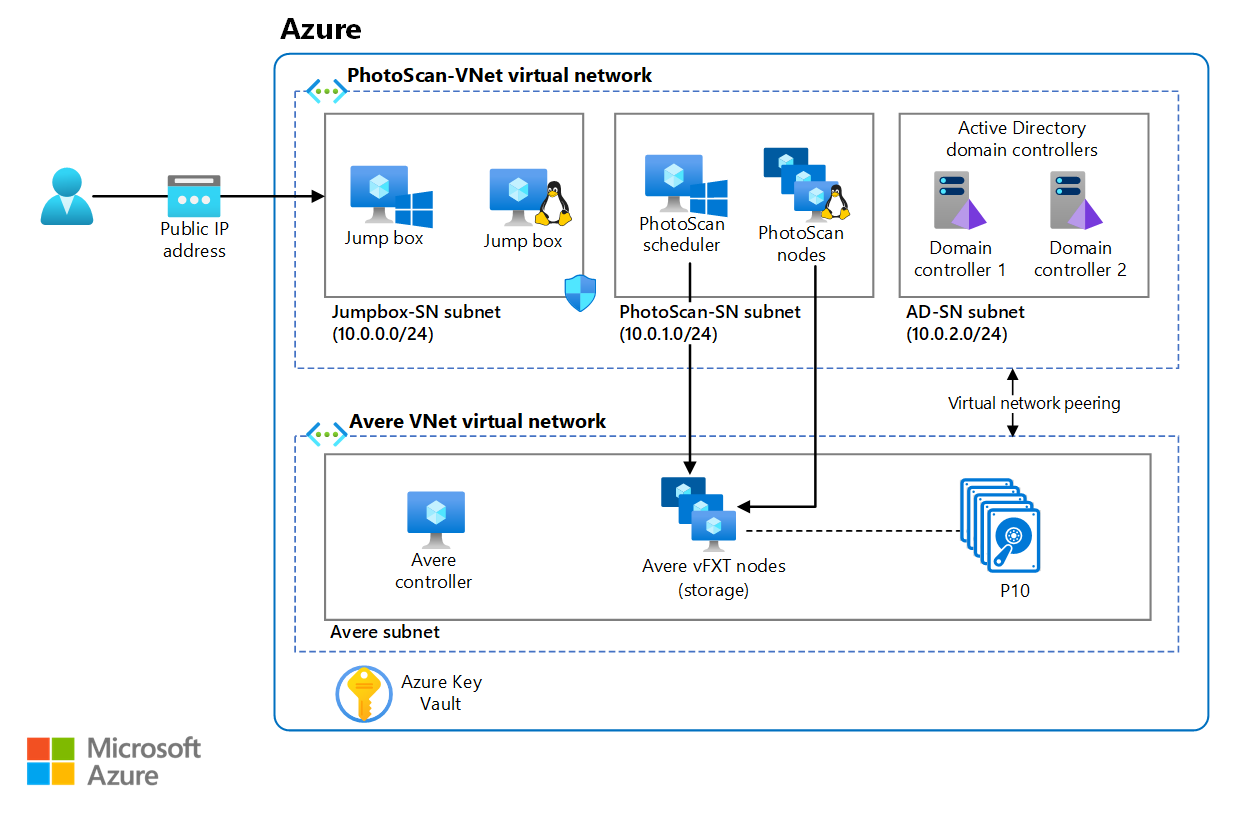 Azure
PhotoScan-VNet virtual network
Public IP
address
Jump box
Jump box
Jumpbox-SN subnet
(10.0.0.0/24)
PhotoScan
scheduler
PhotoScan
nodes
PhotoScan-SN subnet
(10.0.1.0/24)
Active Directory
domain controllers
Domain
controller 1
Domain
controller 2
AD-SN subnet
(10.0.2.0/24)
Virtual network peering
Avere VNet virtual network
Avere
controller
Avere vFXT nodes
(storage)
P10
Avere subnet
Azure Key
Vault
Microsoft
Azure